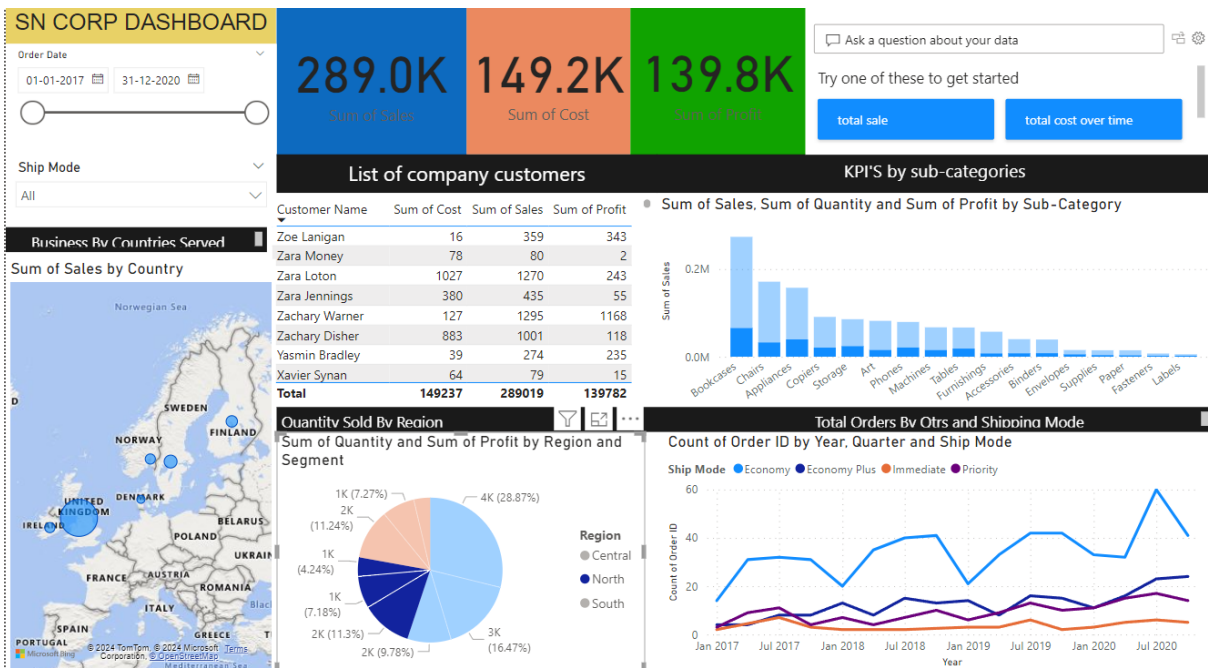 SN CORP DASHBOARD
Order Date
01-01-2017
31-12-2020
Ship Mode
All
289.0K
Sum of Sales
149.2K
Sum of Cost
139.8K
Sum of Profit
Ask a question about your data
Try one of these to get started
total sale
total cost over time
List of company customers
Customer Name Sum of Cost Sum of Sales Sum of Profit
Zoe Lanigan 16 359 343
Zara Money 78 80 2
Zara Loton 1027 1270 243
Zara Jennings 380 435 55
Zachary Warner 127 1295 1168
Zachary Disher 883 1001 118
Yasmin Bradley 39 274 235
Xavier Synan 64 79 15
Total 149237 289019 139782
KPI'S by sub-categories
Sum of Sales, Sum of Quantity and Sum of Profit by Sub-Category
Sum of Sales
0.2M
0.0M
Bookcases
Chairs
Appliances
Copiers
Storage
Art
Phones
Machines
Tables
Furnishings
Accessories
Binders
Envelopes
Supplies
Paper
Fasteners
Labels
Business By Countries Served
Sum of Sales by Country
Norwegian Sea
SWEDEN
FINLAND
NORWAY
UNITED
KINGDOM
DENMARK
IRELAND
BELARUS
POLAND
UKRAIN
FRANCE
AUSTRIA
ROMANIA
ITALY
Blac
SPAIN
PORTUGAL
GREECE
T
D
Microsoft Bing
© 2024 TomTom, © 2024 Microsoft Terms
Corporation, © OpenStreetMap
Mediterranean Sea
Quantity Sold By Region
Sum of Quantity and Sum of Profit by Region and
Segment
4K (28.87%)
3K
(16.47%)
2K (9.78%)
2K (11.3%)
1K
(7.18%)
1K
(4.24%)
2K
(11.24%)
1K (7.27%)
Region
Central
North
South
Total Orders By Qtrs and Shipping Mode
Count of Order ID by Year, Quarter and Ship Mode
Ship Mode Economy Economy Plus Immediate Priority
Count of Order ID
60
40
20
0
Jan 2017 Jul 2017 Jan 2018 Jul 2018 Jan 2019 Jul 2019 Jan 2020 Jul 2020
Year